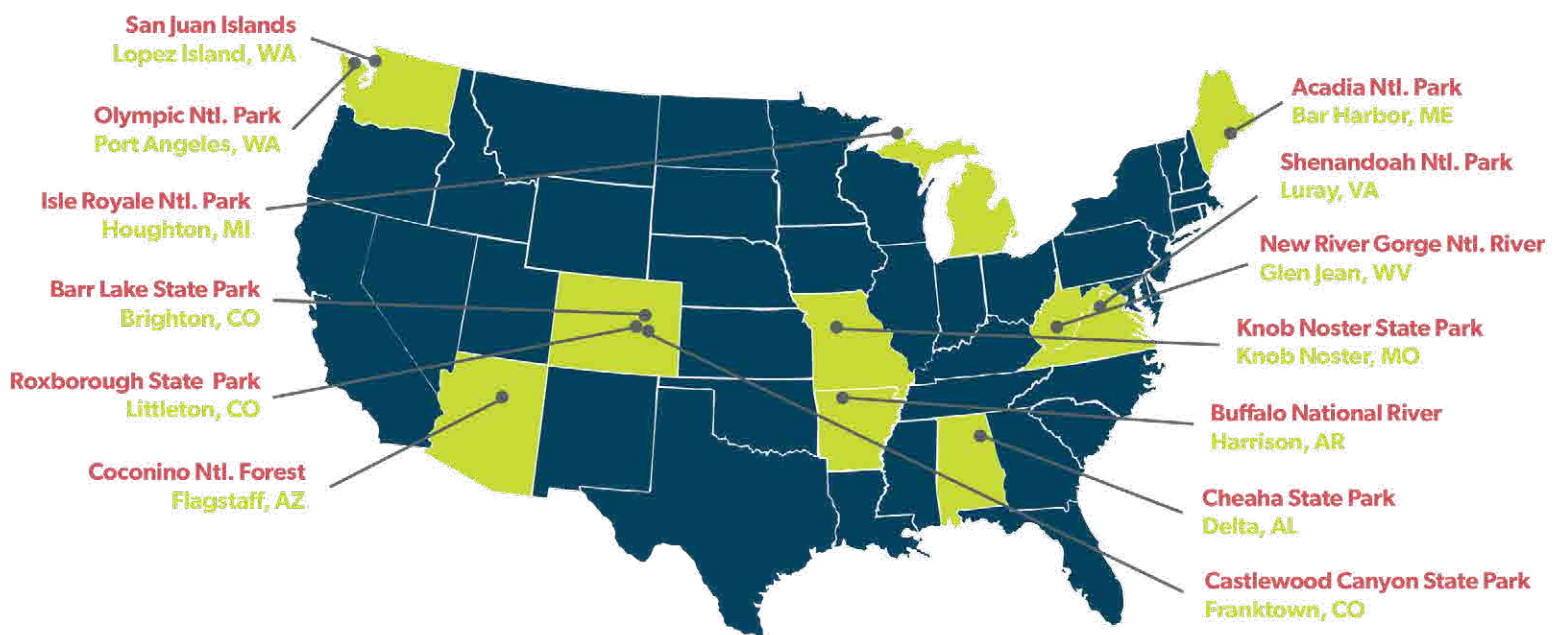 San Juan Islands
Lopez Island, WA
Olympic Ntl. Park
Port Angeles, WA
Isle Royale Ntl. Park
Houghton, MI
Barr Lake State Park
Brighton, CO
Roxborough State Park
Littleton, CO
Coconino Ntl. Forest
Flagstaff, AZ
Acadia Ntl. Park
Bar Harbor, ME
Shenandoah Ntl. Park
Luray, VA
New River Gorge Ntl. River
Glen Jean, WV
Knob Noster State Park
Knob Noster, MO
Buffalo National River
Harrison, AR
Cheaha State Park
Delta, AL
Castlewood Canyon State Park
Franktown, CO